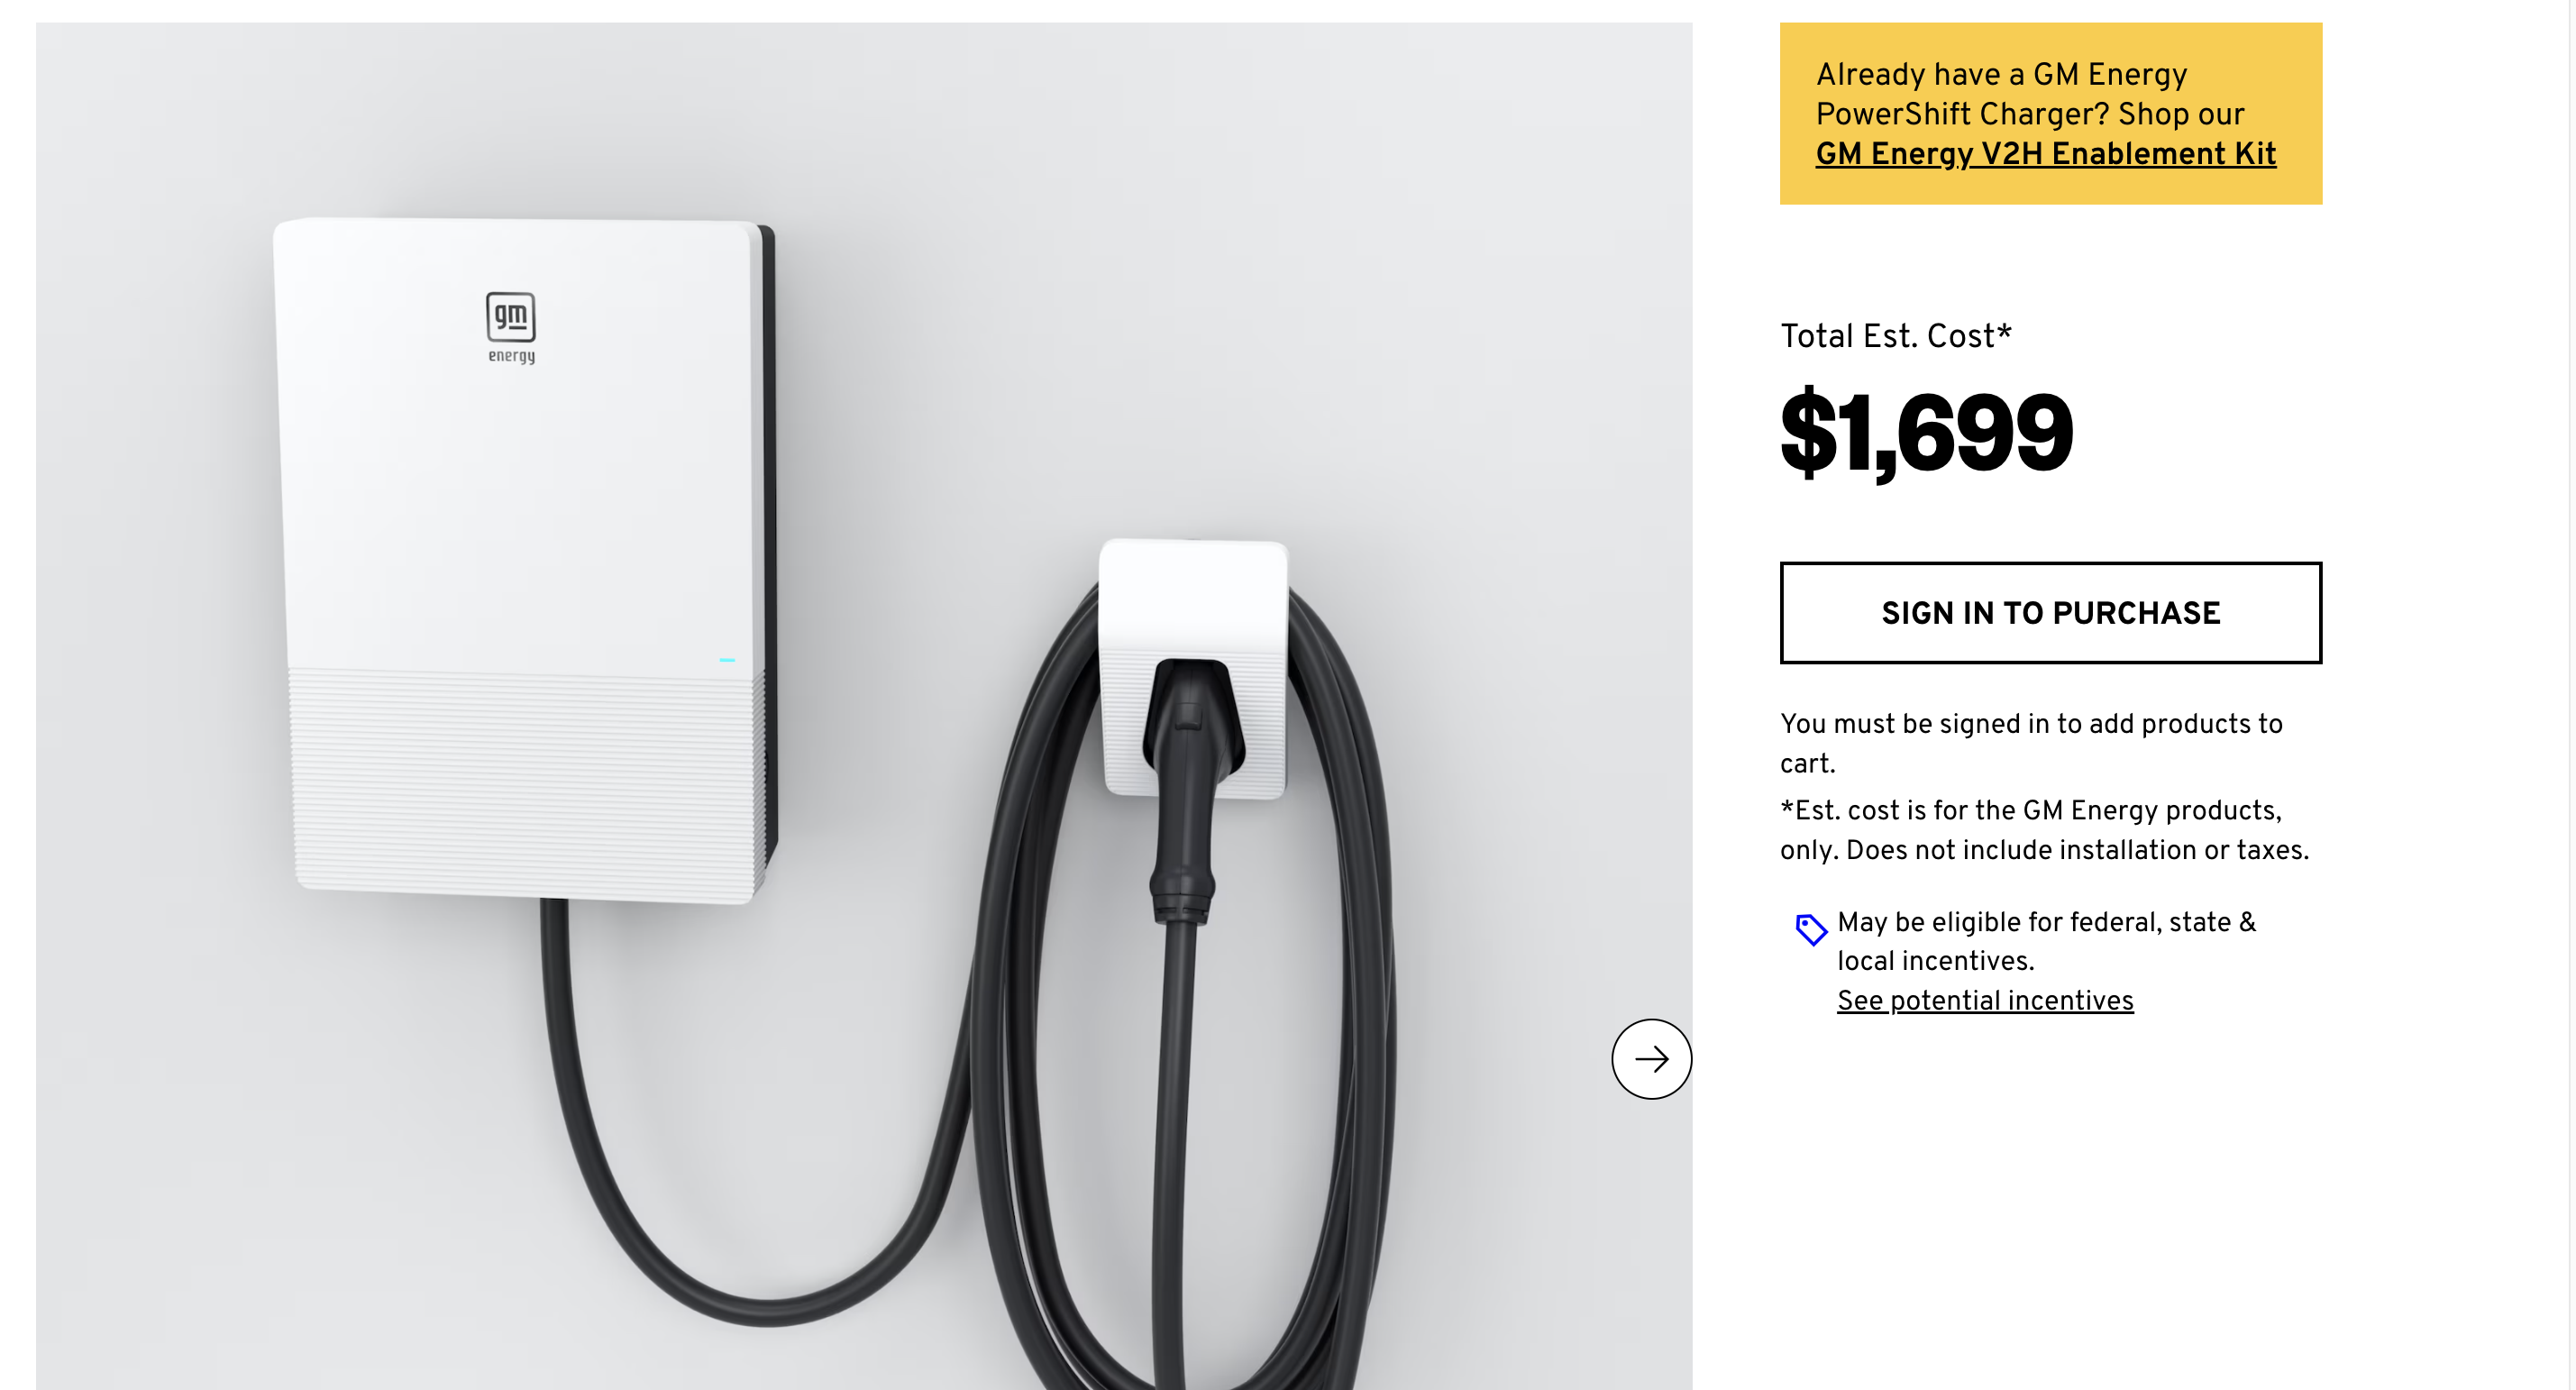 gm
energy
Already have a GM Energy
PowerShift Charger? Shop our
GM Energy V2H Enablement Kit
Total Est. Cost*
$1,699
SIGN IN TO PURCHASE
You must be signed in to add products to
cart.
*Est. cost is for the GM Energy products,
only. Does not include installation or taxes.
May be eligible for federal, state &
local incentives.
See potential incentives